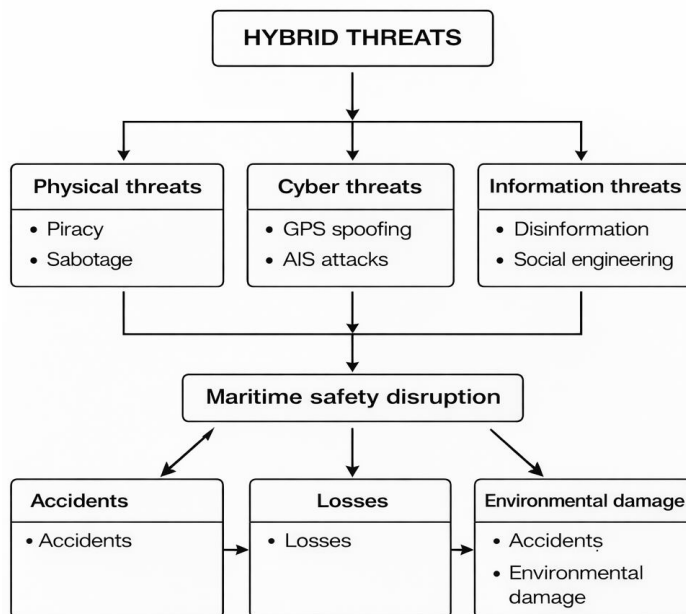 HYBRID THREATS
Physical threats
• Piracy
• Sabotage
Cyber threats
• GPS spoofing
• AIS attacks
Information threats
• Disinformation
• Social engineering
Maritime safety disruption
Accidents
• Accidents
Losses
• Losses
Environmental damage
• Accidents
• Environmental
damage